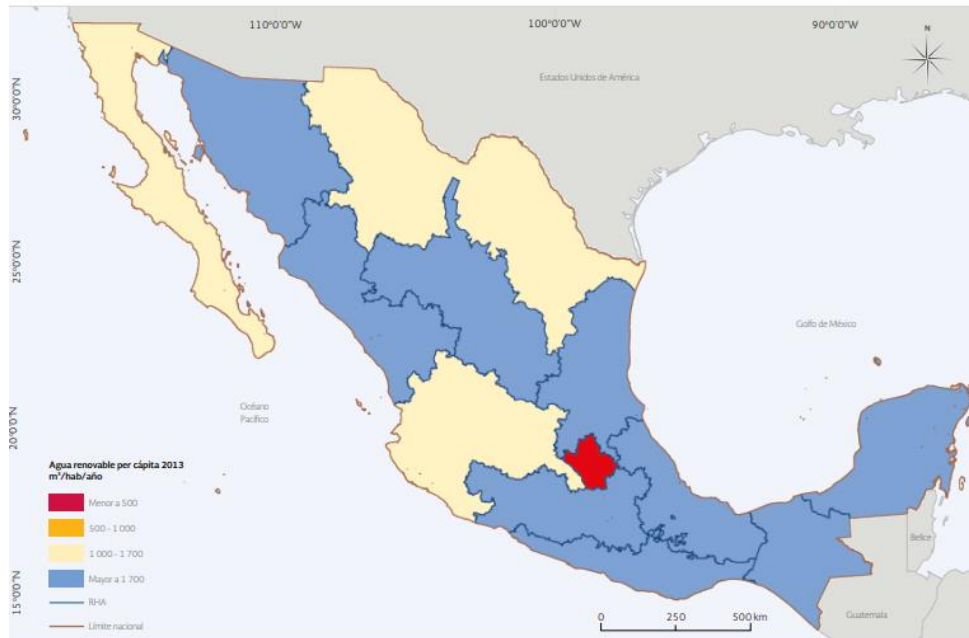 110°0'0"W
100°0'0"W
90°0'0"W
N
Estados Unidos de América
30°0'0"N
25°0'0"N
Golfo de México
Océano
Pacífico
20°0'0"N
Agua renovable per cápita 2013
m³/hab/año
Menor a 500
500 - 1 000
1 000 - 1 700
Mayor a 1 700
RHA
Límite nacional
15°0'0"N
Belice
Guatemala
0 250 500 km